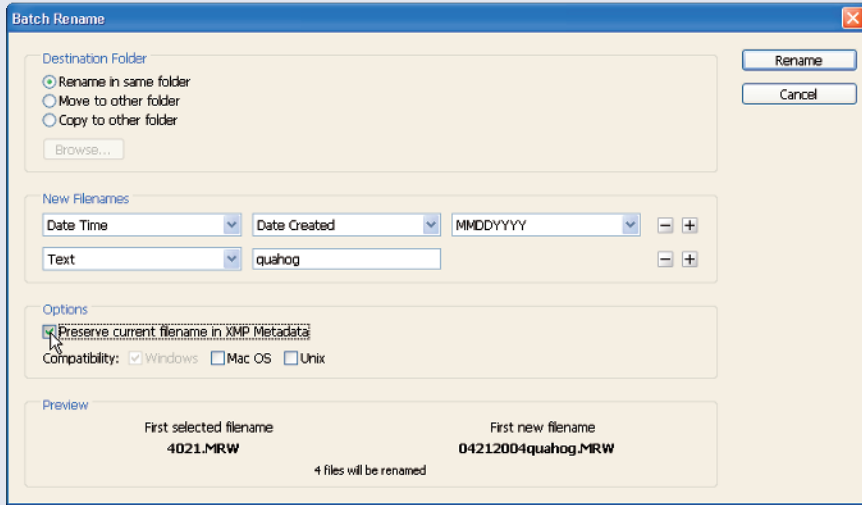 Batch Rename
Destination Folder
Rename in same folder
Move to other folder
Copy to other folder
Browse...
Rename
Cancel
New Filenames
Date Time Date Created MMDDYYYY
Text quahog
Options
Preserve current filename in XMP Metadata
Compatibility: Windows Mac OS Unix
Preview
First selected filename First new filename
4021.MRW 04212004quahog.MRW
4 files will be renamed